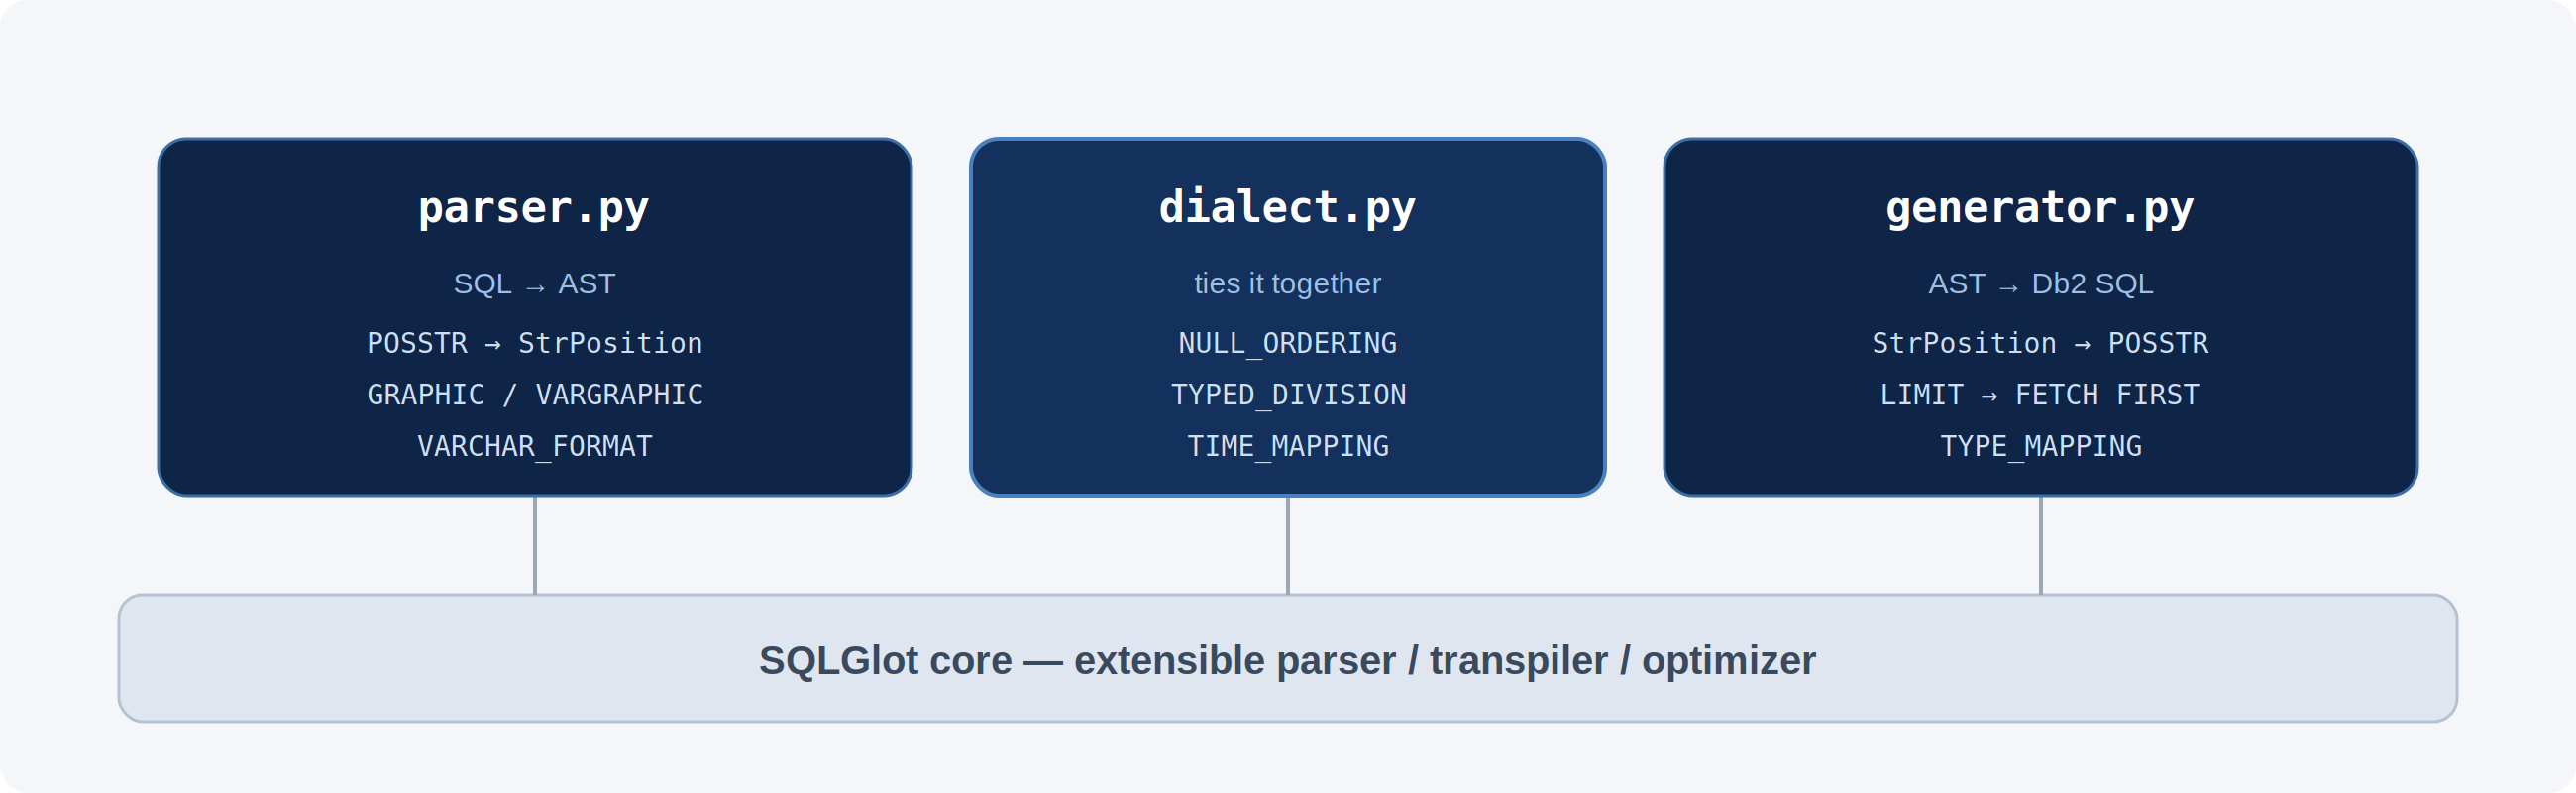 parser.py
SQL → AST
POSSTR → StrPosition
GRAPHIC / VARGRAPHIC
VARCHAR_FORMAT
dialect.py
ties it together
NULL_ORDERING
TYPED_DIVISION
TIME_MAPPING
generator.py
AST → Db2 SQL
StrPosition → POSSTR
LIMIT → FETCH FIRST
TYPE_MAPPING
SQLGlot core — extensible parser / transpiler / optimizer